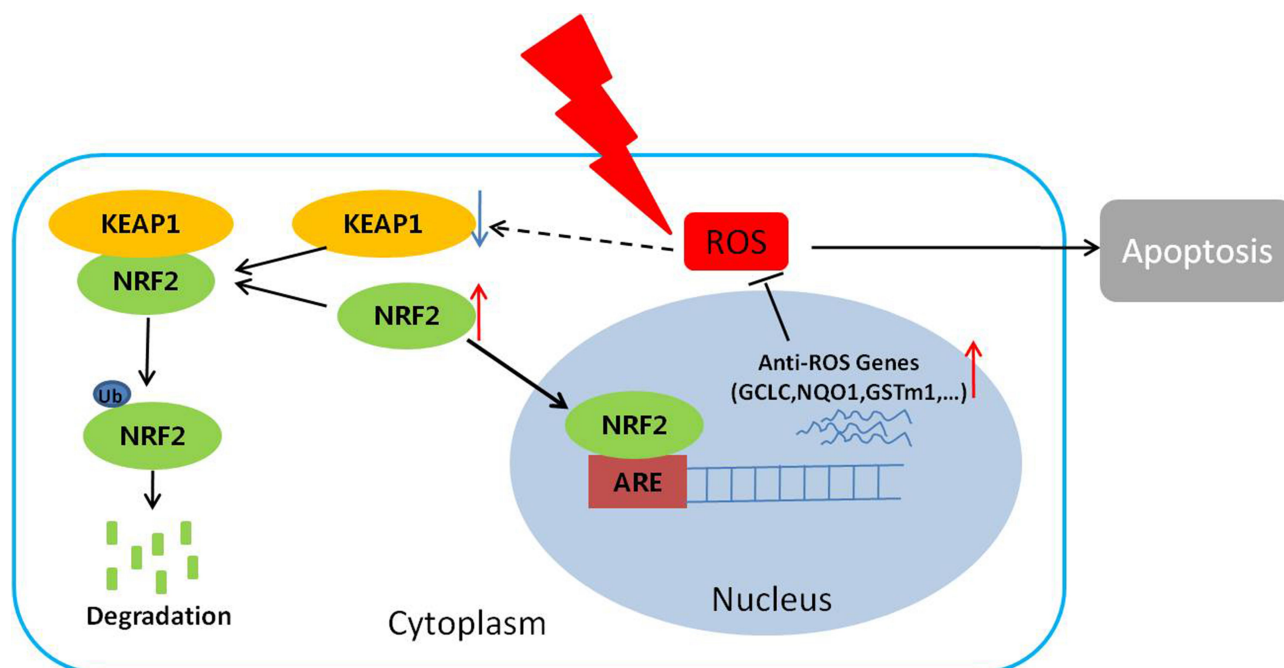 KEAP1
NRF2
Ub
NRF2
Degradation
KEAP1
NRF2
ROS
Apoptosis
Anti-ROS Genes
(GCLC,NQO1,GSTm1,...)
NRF2
ARE
Nucleus
Cytoplasm